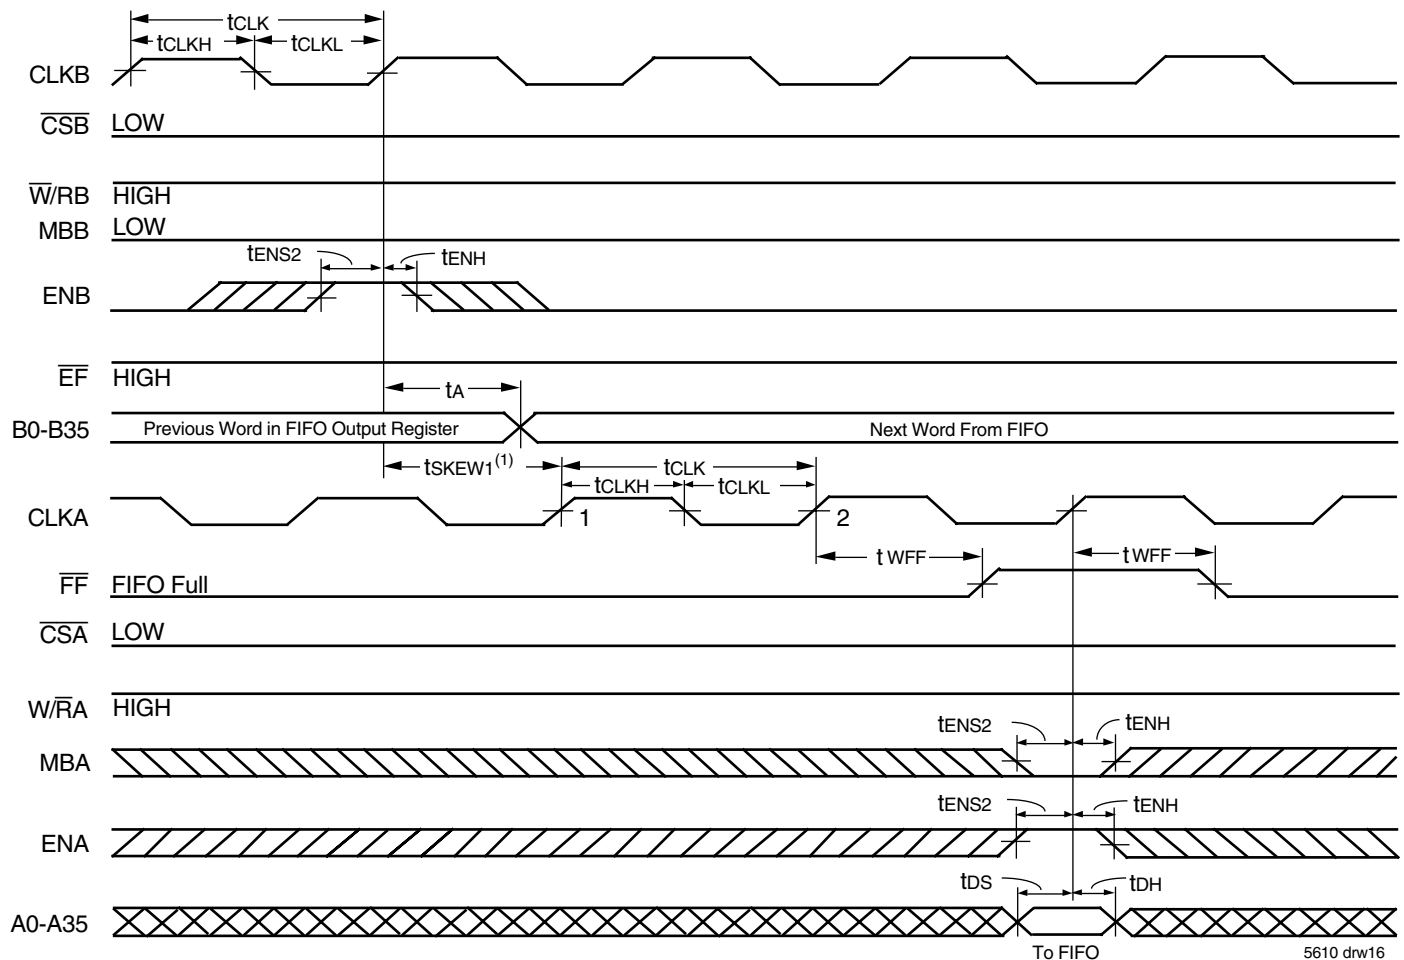 tCLK
tCLKH tCLKL
CLKB
CSB LOW
W/RB HIGH
MBB LOW
tENS2 tENH
ENB
EF HIGH
tA
B0-B35 Previous Word in FIFO Output Register Next Word From FIFO
tSKEW1(1) tCLK
tCLKH tCLKL
CLKA 1 2
tWFF tWFF
FF FIFO Full
CSA LOW
W/RA HIGH
tENS2 tENH
MBA
tENS2 tENH
ENA
tDS tDH
A0-A35
To FIFO 5610 drw16